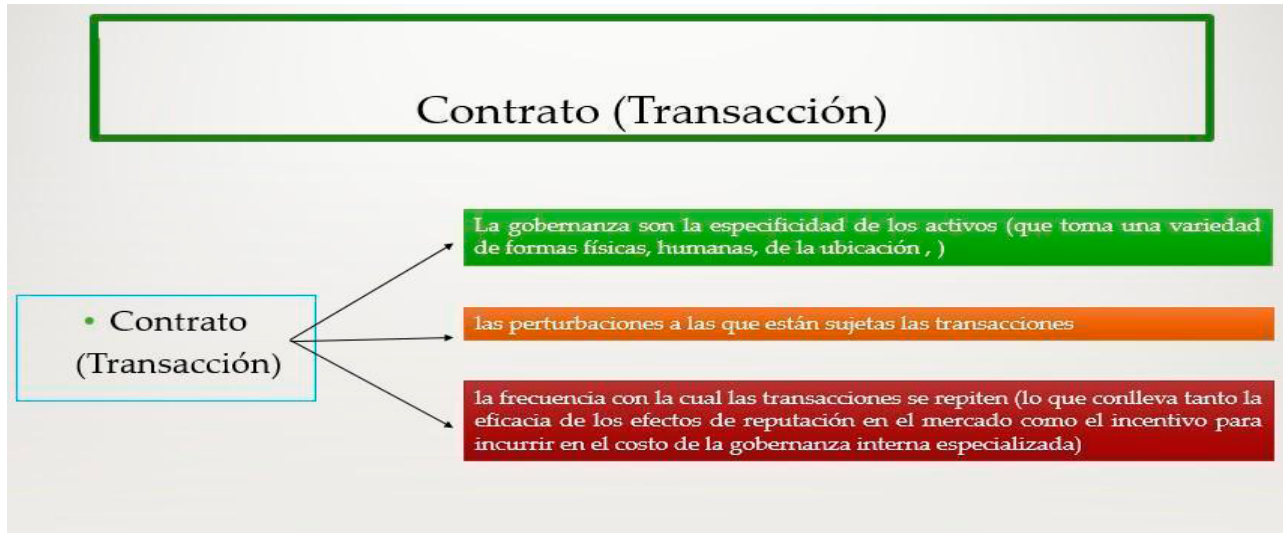 Contrato (Transacción)
La gobernanza son la especificidad de los activos (que toma una variedad
de formas físicas, humanas, de la ubicación , )
• Contrato
(Transacción)
las perturbaciones a las que están sujetas las transacciones
la frecuencia con la cual las transacciones se repiten (lo que conlleva tanto la
eficacia de los efectos de reputación en el mercado como el incentivo para
incurrir en el costo de la gobernanza interna especializada)